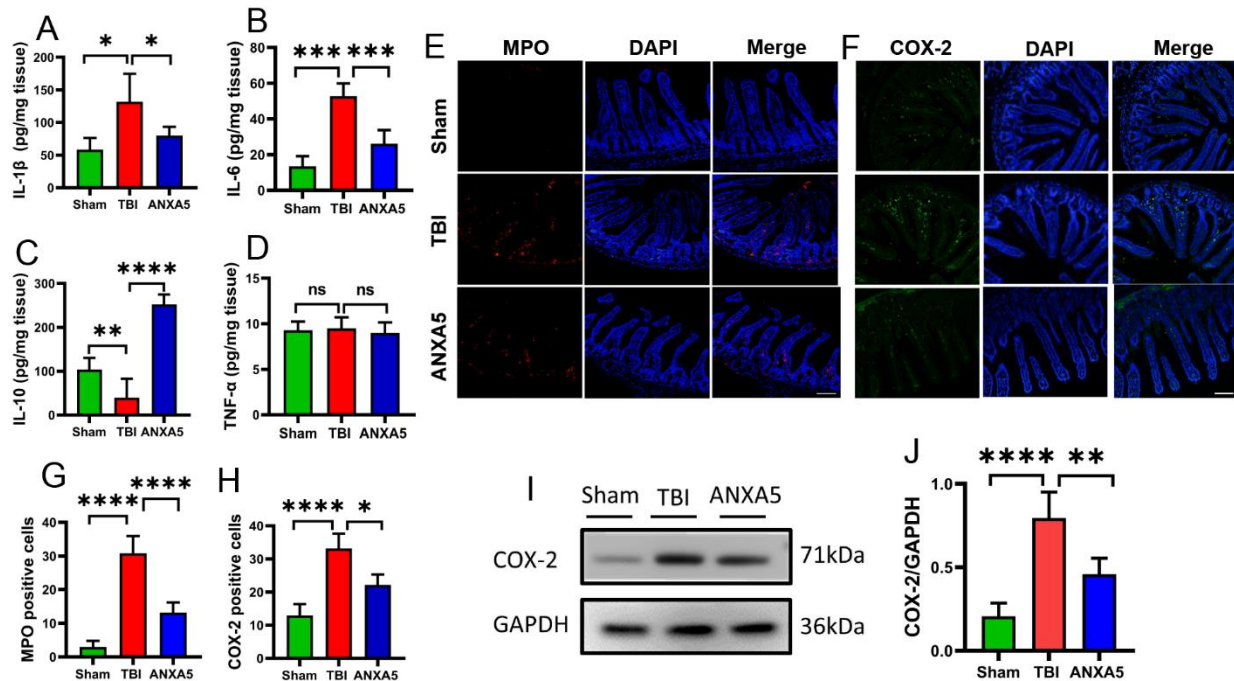 A
* *
IL-1β (pg/mg tissue)
200
150
100
50
0
Sham TBI ANXA5
B
*** ***
IL-6 (pg/mg tissue)
80
60
40
20
0
Sham TBI ANXA5
C
****
**
IL-10 (pg/mg tissue)
300
200
100
0
Sham TBI ANXA5
D
ns ns
TNF-α (pg/mg tissue)
15
10
5
0
Sham TBI ANXA5
E
MPO DAPI Merge
Sham
TBI
ANXA5
F
COX-2 DAPI Merge
G
**** ****
MPO positive cells
40
30
20
10
0
Sham TBI ANXA5
H
**** *
COX-2 positive cells
40
30
20
10
0
Sham TBI ANXA5
I
Sham TBI ANXA5
COX-2 71kDa
GAPDH 36kDa
J
**** **
COX-2/GAPDH
1.0
0.5
0.0
Sham TBI ANXA5